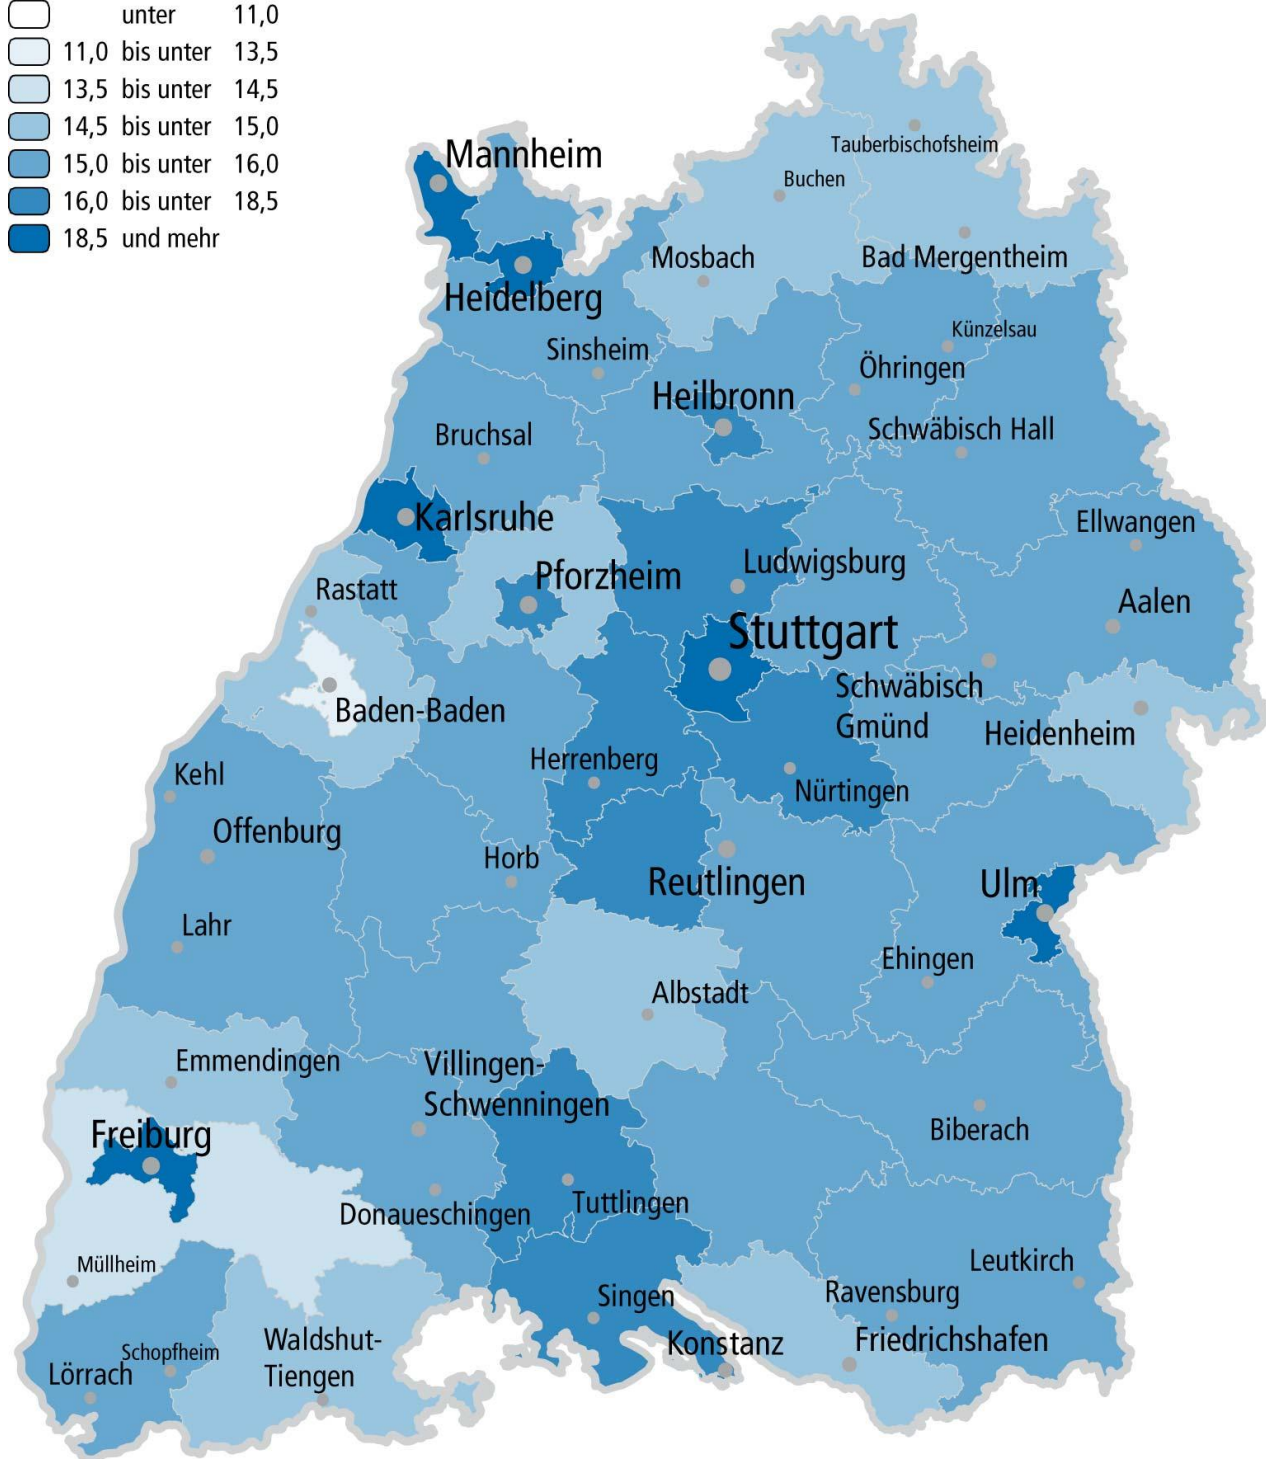 unter 11,0
11,0 bis unter 13,5
13,5 bis unter 14,5
14,5 bis unter 15,0
15,0 bis unter 16,0
16,0 bis unter 18,5
18,5 und mehr
Tauberbischofsheim
Mannheim
Buchen
Mosbach
Bad Mergentheim
Heidelberg
Künzelsau
Sinsheim
Öhringen
Heilbronn
Bruchsal
Schwäbisch Hall
Karlsruhe
Ellwangen
Ludwigsburg
Pforzheim
Rastatt
Aalen
Stuttgart
Schwäbisch
Gmünd
Baden-Baden
Heidenheim
Herrenberg
Kehl
Nürtingen
Offenburg
Horb
Reutlingen
Ulm
Lahr
Ehingen
Albstadt
Emmendingen
Villingen-
Schwenningen
Freiburg
Biberach
Tuttlingen
Donaueschingen
Müllheim
Leutkirch
Ravensburg
Singen
Waldshut-
Tiengen
Konstanz
Friedrichshafen
Schopfheim
Lörrach